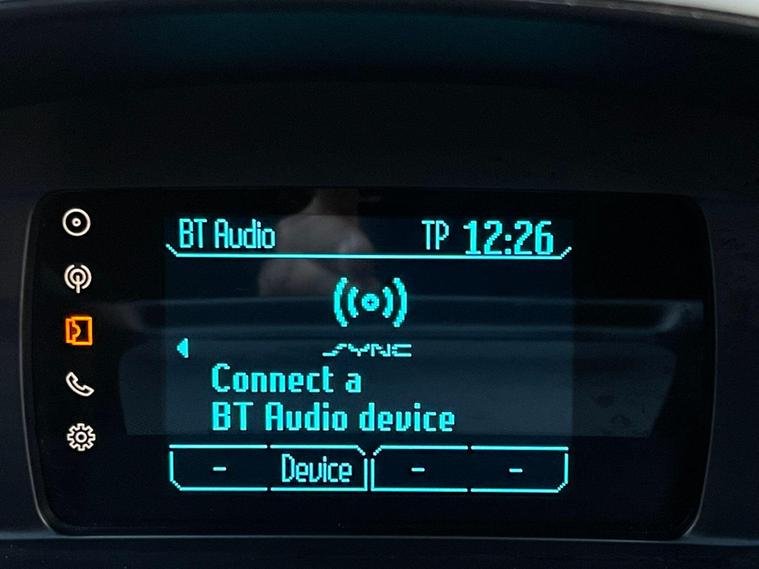 BT Audio TP 12:26
SYNC
Connect a
BT Audio device
- Device - -